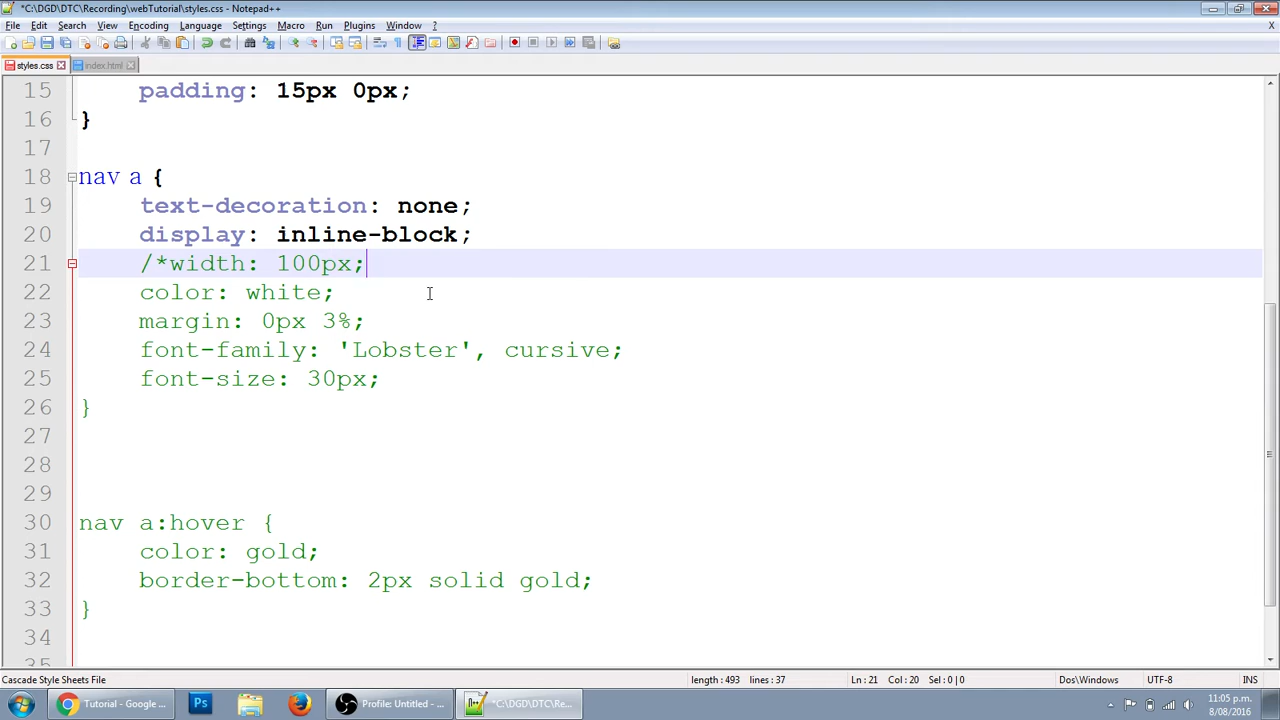 *C:\DGD\DTC\Recording\webTutorial\styles.css - Notepad++
File Edit Search View Encoding Language Settings Macro Run Plugins Window ? X
styles.css index.html
15 padding: 15px 0px;
16 }
17
18 nav a {
19 text-decoration: none;
20 display: inline-block;
21 /*width: 100px;
22 color: white;
23 margin: 0px 3%;
24 font-family: 'Lobster', cursive;
25 font-size: 30px;
26 }
27
28
29
30 nav a:hover {
31 color: gold;
32 border-bottom: 2px solid gold;
33 }
34
35
Cascade Style Sheets File length : 493 lines : 37 Ln : 21 Col : 20 Sel : 0 | 0 Dos\Windows UTF-8 INS
Tutorial - Google ... Ps Profile: Untitled - ... *C:\DGD\DTC\Re... 11:05 p.m.
8/08/2016